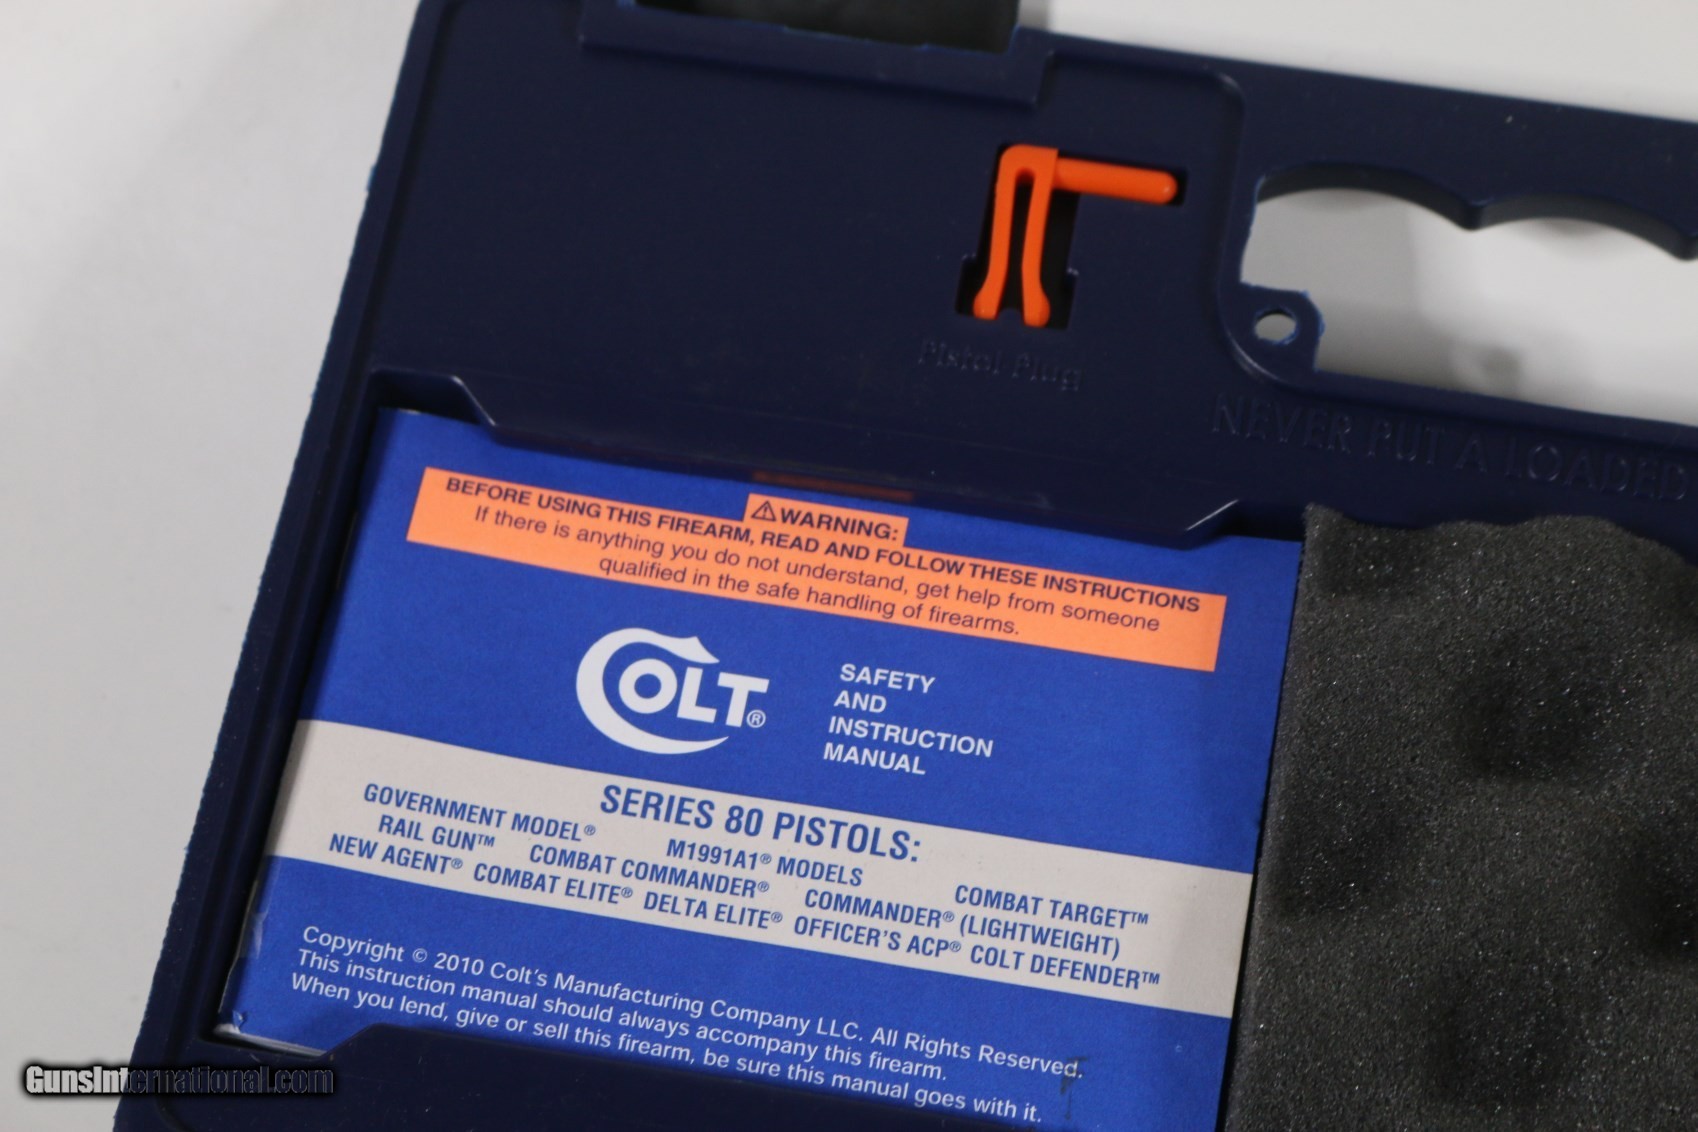 Pistol Plug
NEVER PUT A LOADED
⚠WARNING:
BEFORE USING THIS FIREARM, READ AND FOLLOW THESE INSTRUCTIONS
If there is anything you do not understand, get help from someone
qualified in the safe handling of firearms.
COLT®
SAFETY
AND
INSTRUCTION
MANUAL
SERIES 80 PISTOLS:
GOVERNMENT MODEL® M1991A1® MODELS COMBAT TARGET™
RAIL GUN™ COMBAT COMMANDER® COMMANDER® (LIGHTWEIGHT)
NEW AGENT® COMBAT ELITE® DELTA ELITE® OFFICER'S ACP® COLT DEFENDER™
Copyright © 2010 Colt's Manufacturing Company LLC. All Rights Reserved.
This instruction manual should always accompany this firearm.
When you lend, give or sell this firearm, be sure this manual goes with it.
GunsInternational.com